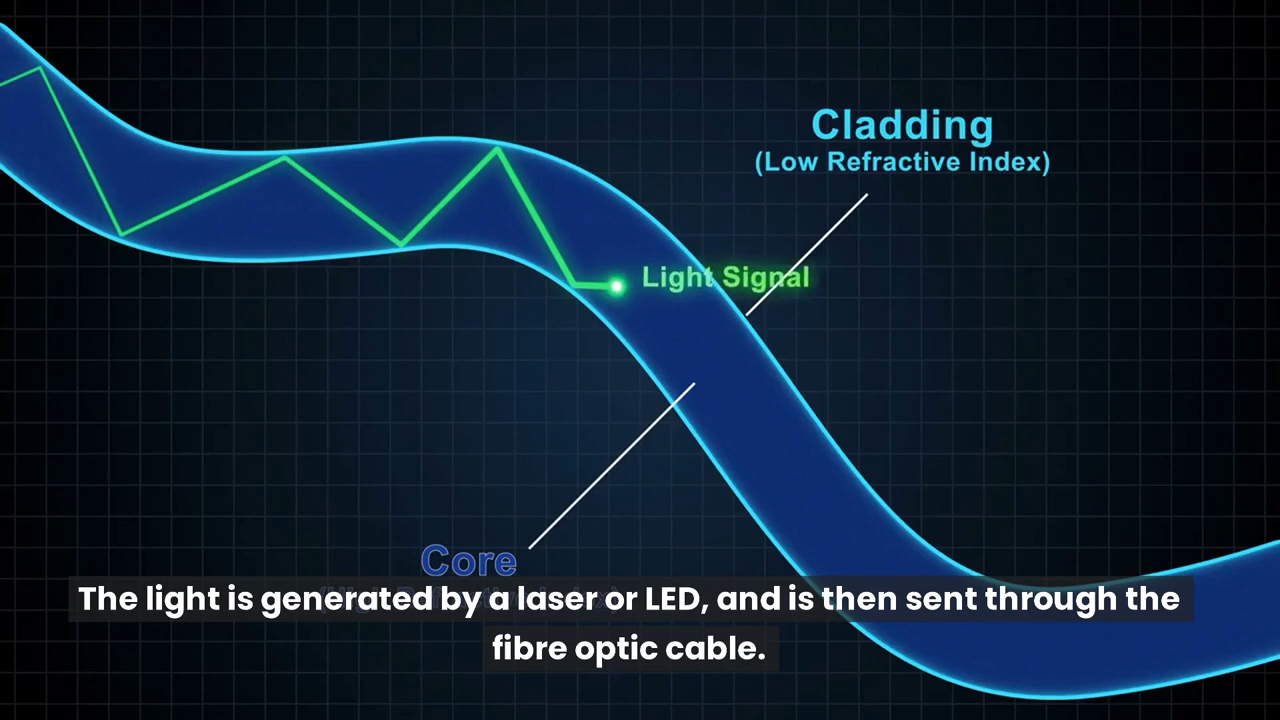 Cladding
(Low Refractive Index)
Light Signal
Core
The light is generated by a laser or LED, and is then sent through the
fibre optic cable.